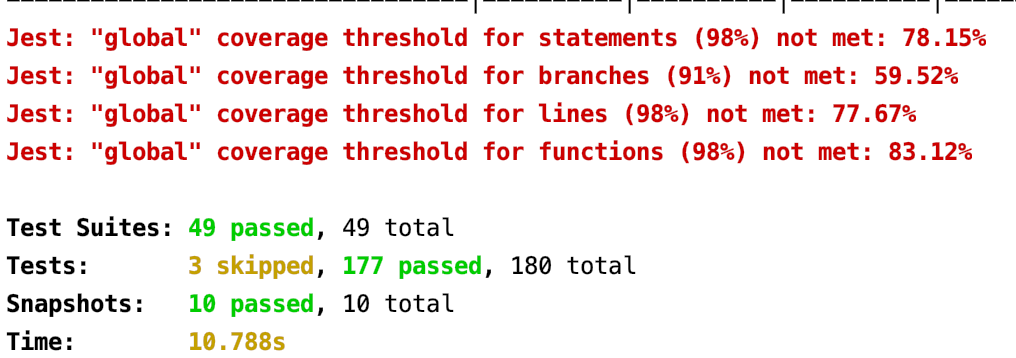 Jest: "global" coverage threshold for statements (98%) not met: 78.15%
Jest: "global" coverage threshold for branches (91%) not met: 59.52%
Jest: "global" coverage threshold for lines (98%) not met: 77.67%
Jest: "global" coverage threshold for functions (98%) not met: 83.12%
Test Suites: 49 passed, 49 total
Tests:       3 skipped, 177 passed, 180 total
Snapshots:   10 passed, 10 total
Time:        10.788s